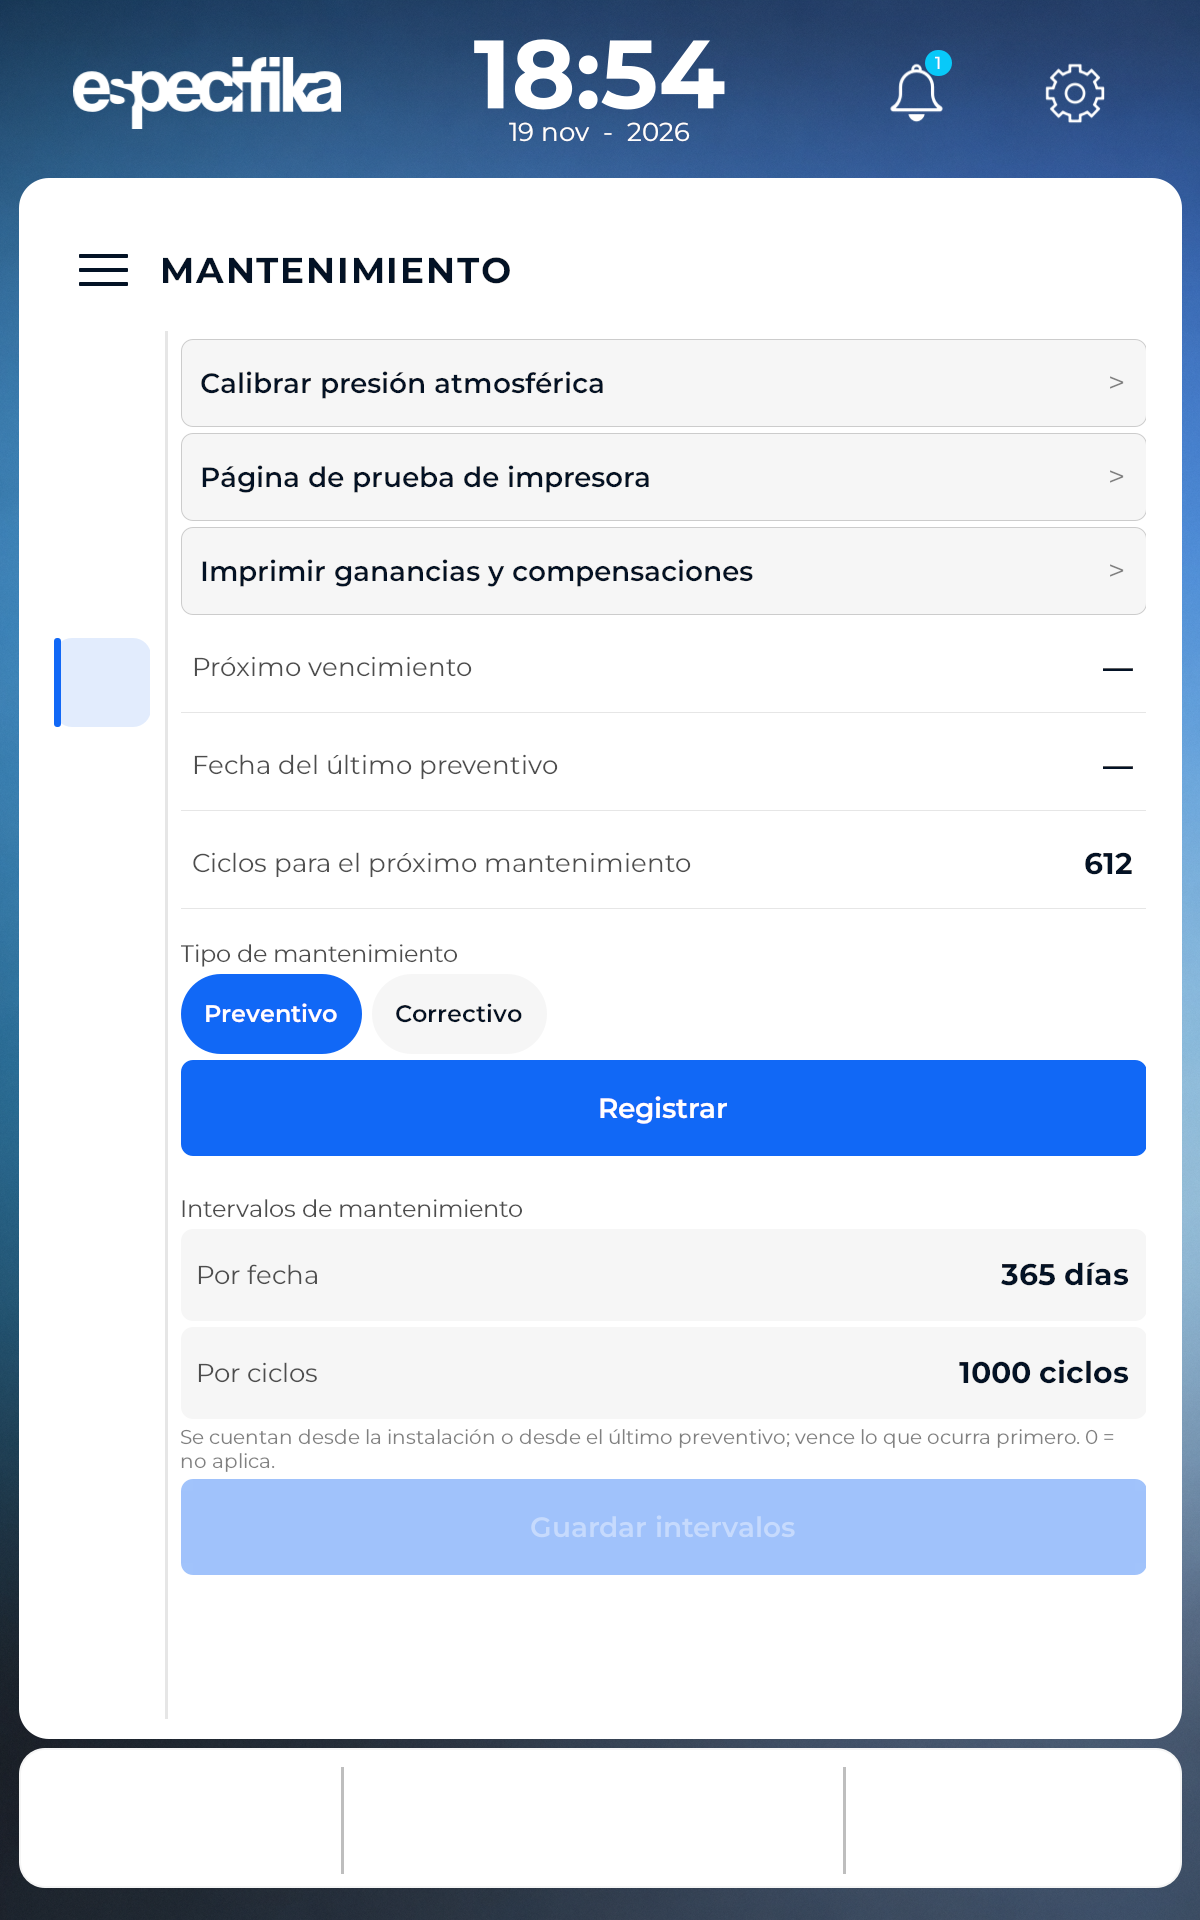 especifika
18:54
19 nov - 2026
1
MANTENIMIENTO
Calibrar presión atmosférica >
Página de prueba de impresora >
Imprimir ganancias y compensaciones >
Próximo vencimiento —
Fecha del último preventivo —
Ciclos para el próximo mantenimiento 612
Tipo de mantenimiento
Preventivo Correctivo
Registrar
Intervalos de mantenimiento
Por fecha 365 días
Por ciclos 1000 ciclos
Se cuentan desde la instalación o desde el último preventivo; vence lo que ocurra primero. 0 =
no aplica.
Guardar intervalos